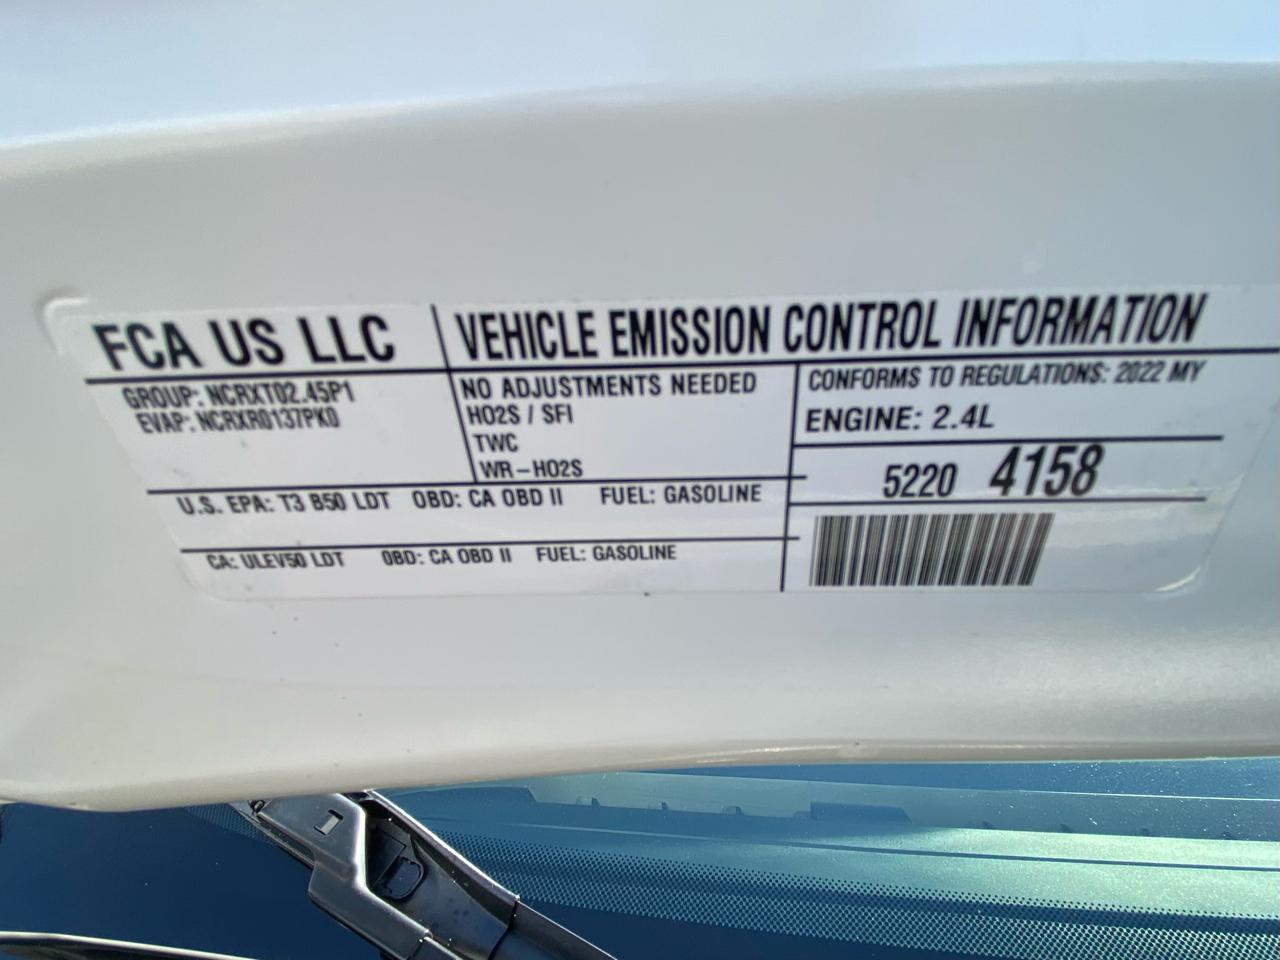 FCA US LLC
VEHICLE EMISSION CONTROL INFORMATION
GROUP: NCRXT02.45P1
EVAP: NCRXR0137PK0
NO ADJUSTMENTS NEEDED
HO2S / SFI
TWC
WR-HO2S
CONFORMS TO REGULATIONS: 2022 MY
ENGINE: 2.4L
5220 4158
U.S. EPA: T3 B50 LDT OBD: CA OBD II FUEL: GASOLINE
CA: ULEV50 LDT OBD: CA OBD II FUEL: GASOLINE